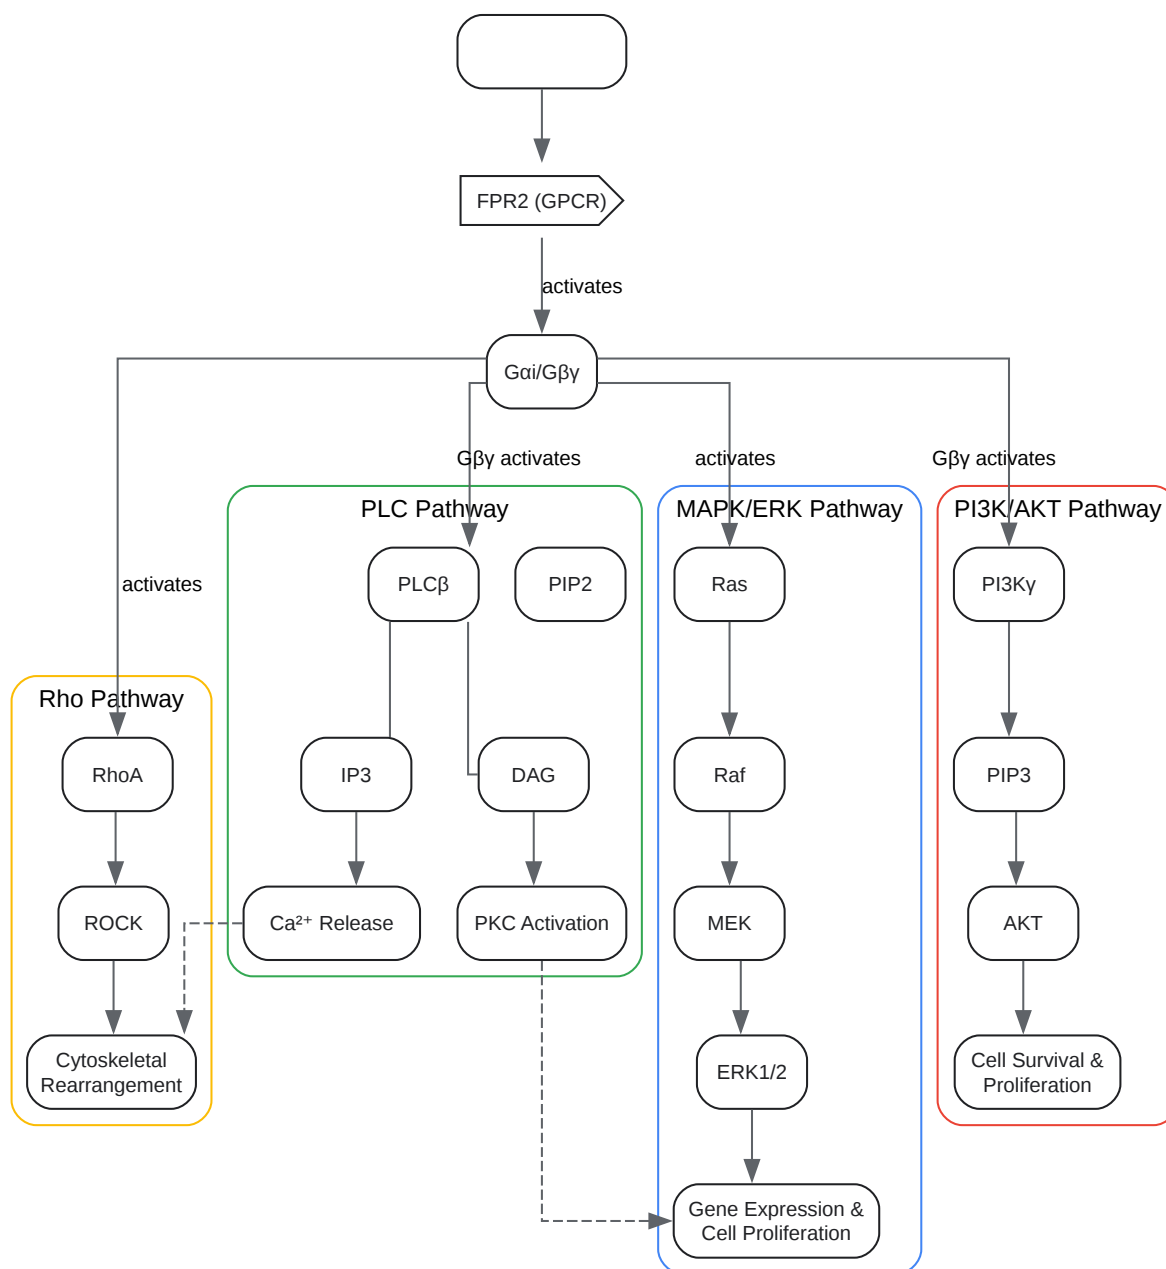 FPR2 (GPCR)
activates
Gαi/Gβγ
Gβγ activates
activates
Gβγ activates
PLC Pathway
MAPK/ERK Pathway
PI3K/AKT Pathway
activates
PLCβ
PIP2
Ras
PI3Kγ
Rho Pathway
RhoA
IP3
DAG
Raf
PIP3
ROCK
Ca²⁺ Release
PKC Activation
MEK
AKT
Cytoskeletal
Rearrangement
ERK1/2
Cell Survival &
Proliferation
Gene Expression &
Cell Proliferation